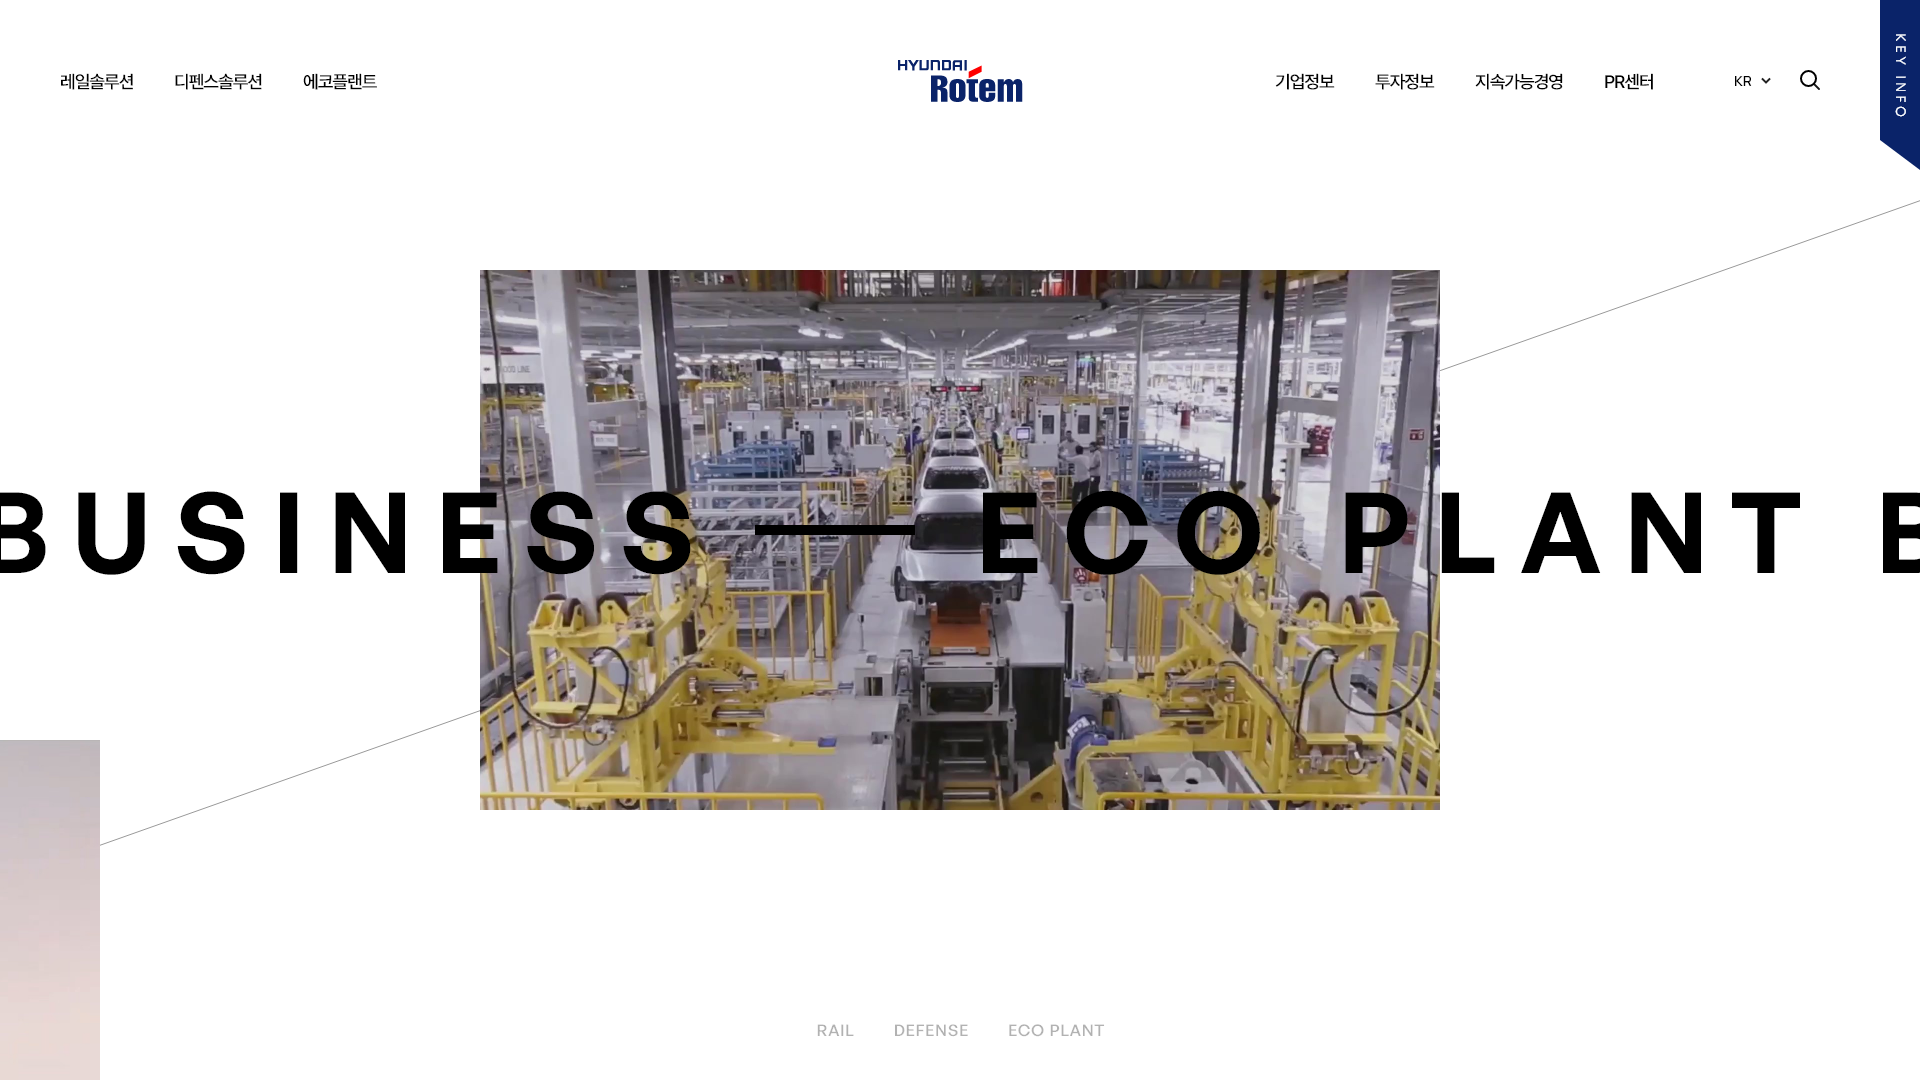 레일솔루션 디펜스솔루션 에코플랜트
HYUNDAI
Rotem
기업정보 투자정보 지속가능경영 PR센터 KR
KEY INFO
BUSINESS — ECO PLANT B
RAIL DEFENSE ECO PLANT